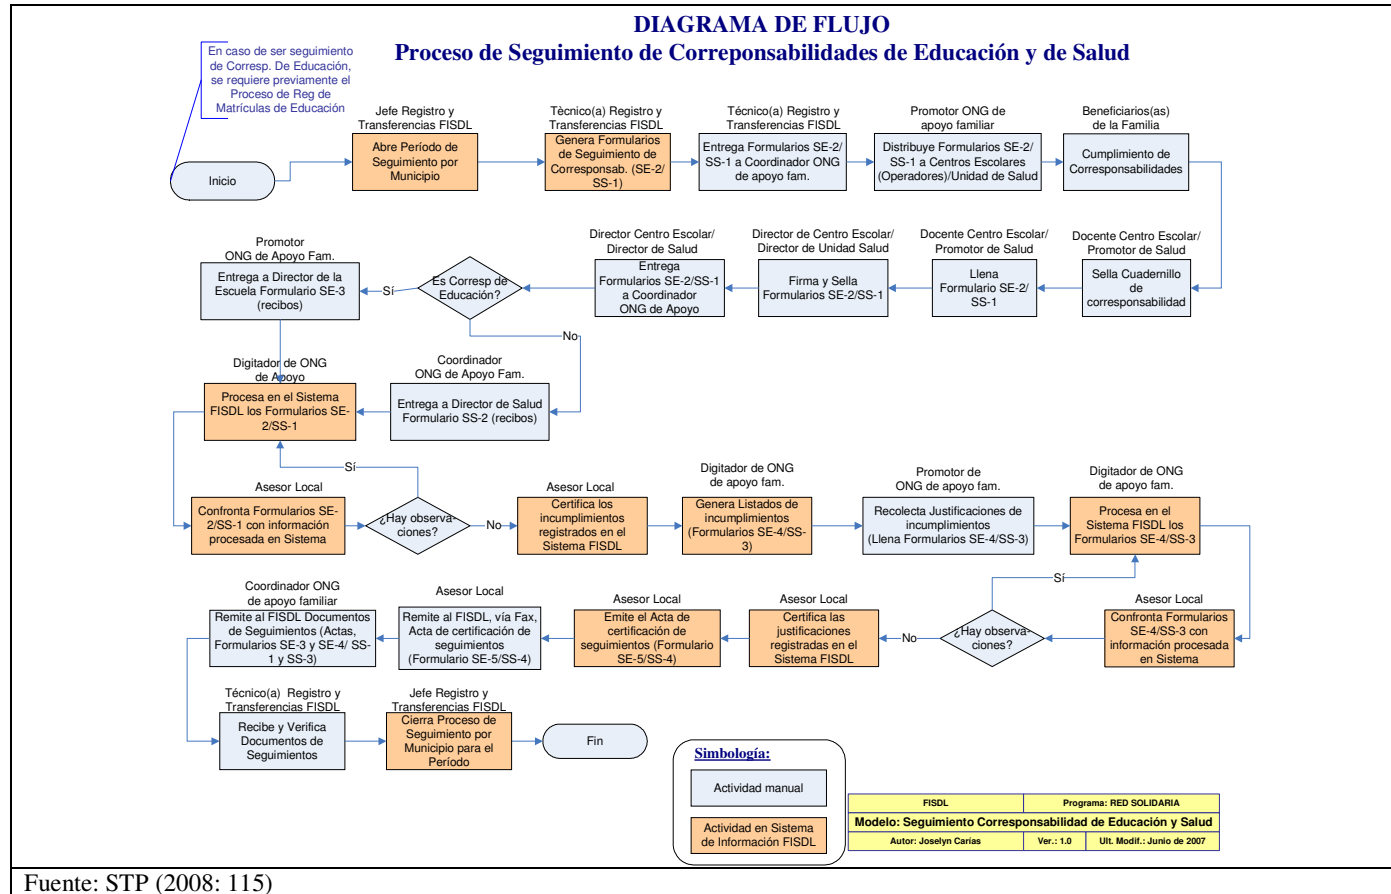 DIAGRAMA DE FLUJO
Proceso de Seguimiento de Correponsabilidades de Educación y de Salud
En caso de ser seguimiento
de Corresp. De Educación,
se requiere previamente el
Proceso de Reg de
Matrículas de Educación
Inicio
Jefe Registro y
Transferencias FISDL
Abre Período de
Seguimiento por
Municipio
Tècnico(a) Registro y
Transferencias FISDL
Genera Formularios
de Seguimiento de
Corresponsab. (SE-2/
SS-1)
Técnico(a) Registro y
Transferencias FISDL
Entrega Formularios SE-2/
SS-1 a Coordinador ONG
de apoyo fam.
Promotor ONG de
apoyo familiar
Distribuye Formularios SE-2/
SS-1 a Centros Escolares
(Operadores)/Unidad de Salud
Beneficiarios(as)
de la Familia
Cumplimiento de
Corresponsabilidades
Docente Centro Escolar/
Promotor de Salud
Sella Cuadernillo
de
corresponsabilidad
Docente Centro Escolar/
Promotor de Salud
Llena
Formulario SE-2/
SS-1
Director de Centro Escolar/
Director de Unidad Salud
Firma y Sella
Formularios SE-2/SS-1
Director Centro Escolar/
Director de Salud
Entrega
Formularios SE-2/SS-1
a Coordinador
ONG de Apoyo
Es Corresp de
Educación?
Sí
No
Promotor
ONG de Apoyo Fam.
Entrega a Director de la
Escuela Formulario SE-3
(recibos)
Coordinador
ONG de Apoyo Fam.
Entrega a Director de Salud
Formulario SS-2 (recibos)
Digitador de ONG
de Apoyo
Procesa en el Sistema
FISDL los Formularios SE-
2/SS-1
Sí
Asesor Local
Confronta Formularios SE-
2/SS-1 con información
procesada en Sistema
¿Hay observa-
ciones?
No
Asesor Local
Certifica los
incumplimientos
registrados en el
Sistema FISDL
Digitador de ONG
de apoyo fam.
Genera Listados de
incumplimientos
(Formularios SE-4/SS-
3)
Promotor de
ONG de apoyo fam.
Recolecta Justificaciones de
incumplimientos
(Llena Formularios SE-4/SS-3)
Digitador de ONG
de apoyo fam.
Procesa en el
Sistema FISDL los
Formularios SE-4/SS-3
Sí
Asesor Local
Confronta Formularios
SE-4/SS-3 con
información procesada
en Sistema
¿Hay observa-
ciones?
No
Asesor Local
Certifica las
justificaciones
registradas en el
Sistema FISDL
Asesor Local
Emite el Acta de
certificación de
seguimientos (Formulario
SE-5/SS-4)
Asesor Local
Remite al FISDL, vía Fax,
Acta de certificación de
seguimientos
(Formulario SE-5/SS-4)
Coordinador ONG
de apoyo familiar
Remite al FISDL Documentos
de Seguimientos (Actas,
Formularios SE-3 y SE-4/ SS-
1 y SS-3)
Técnico(a) Registro y
Transferencias FISDL
Recibe y Verifica
Documentos de
Seguimientos
Jefe Registro y
Transferencias FISDL
Cierra Proceso de
Seguimiento por
Municipio para el
Período
Fin
Simbología:
Actividad manual
Actividad en Sistema
de Información FISDL
FISDL
Programa: RED SOLIDARIA
Modelo: Seguimiento Corresponsabilidad de Educación y Salud
Autor: Joselyn Carías
Ver.: 1.0
Ult. Modif.: Junio de 2007
Fuente: STP (2008: 115)